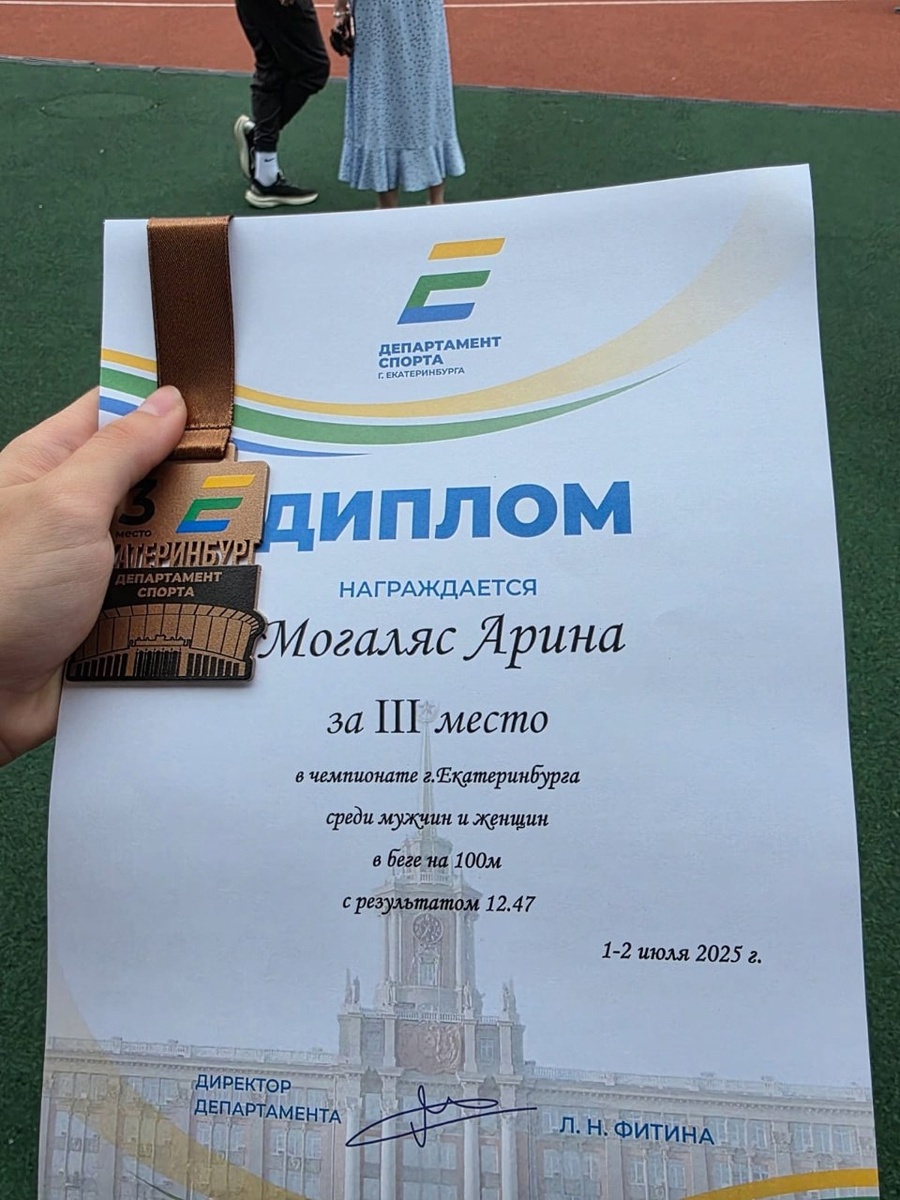 ДЕПАРТАМЕНТ
СПОРТА
Г. ЕКАТЕРИНБУРГА
3
место
АТЕРИНБУРГ
ДЕПАРТАМЕНТ
СПОРТА
ДИПЛОМ
НАГРАЖДАЕТСЯ
Могаляс Арина
за III место
в чемпионате г.Екатеринбурга
среди мужчин и женщин
в беге на 100м
с результатом 12.47
1-2 июля 2025 г.
ДИРЕКТОР
ДЕПАРТАМЕНТА
Л. Н. ФИТИНА